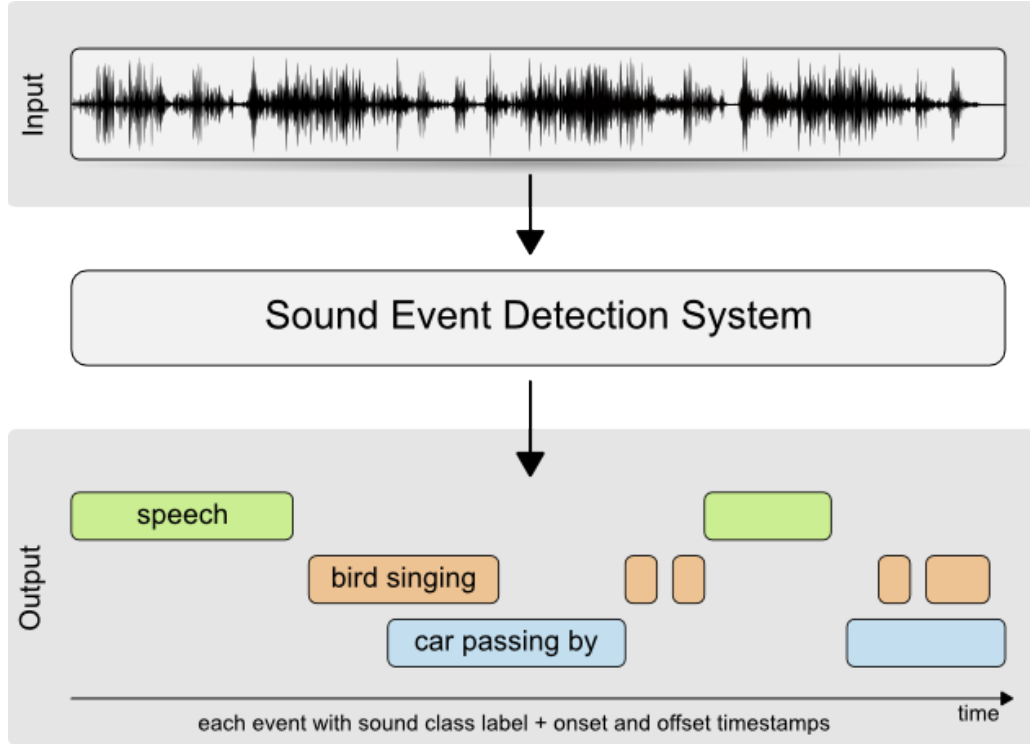 Input
Sound Event Detection System
Output
speech
bird singing
car passing by
time
each event with sound class label + onset and offset timestamps